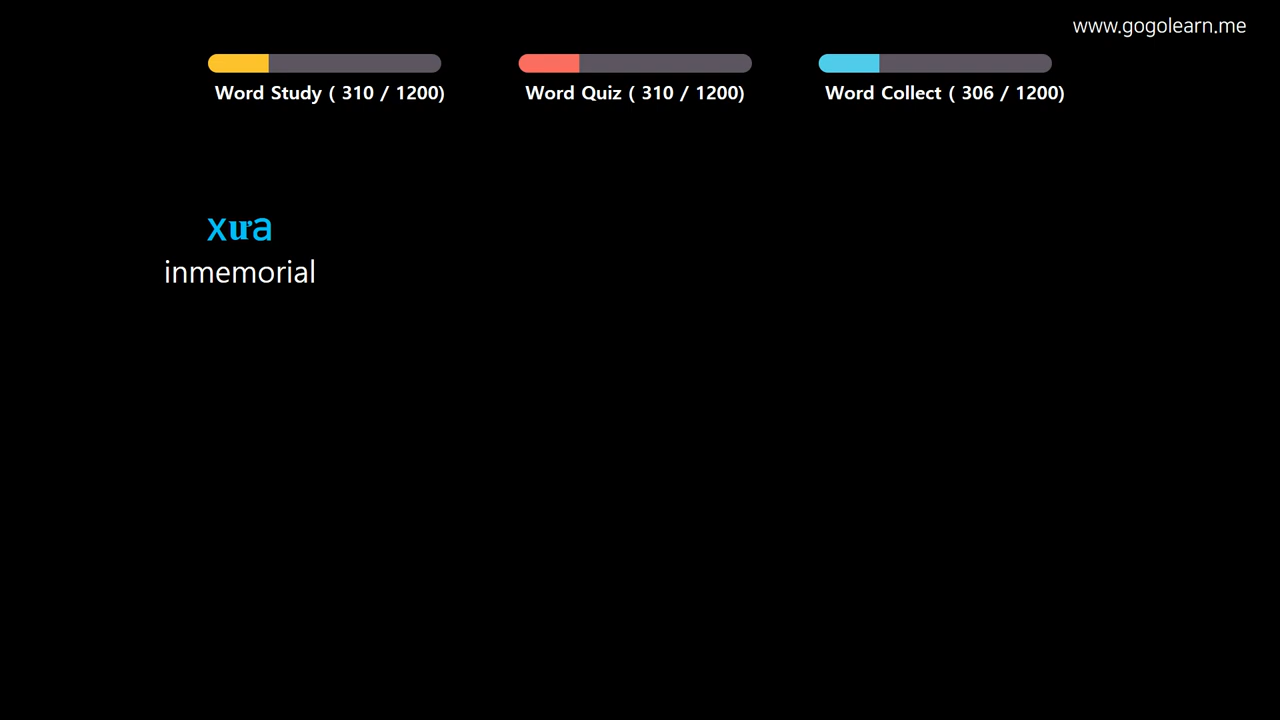 www.gogolearn.me
Word Study ( 310 / 1200)
Word Quiz ( 310 / 1200)
Word Collect ( 306 / 1200)
xưa
inmemorial